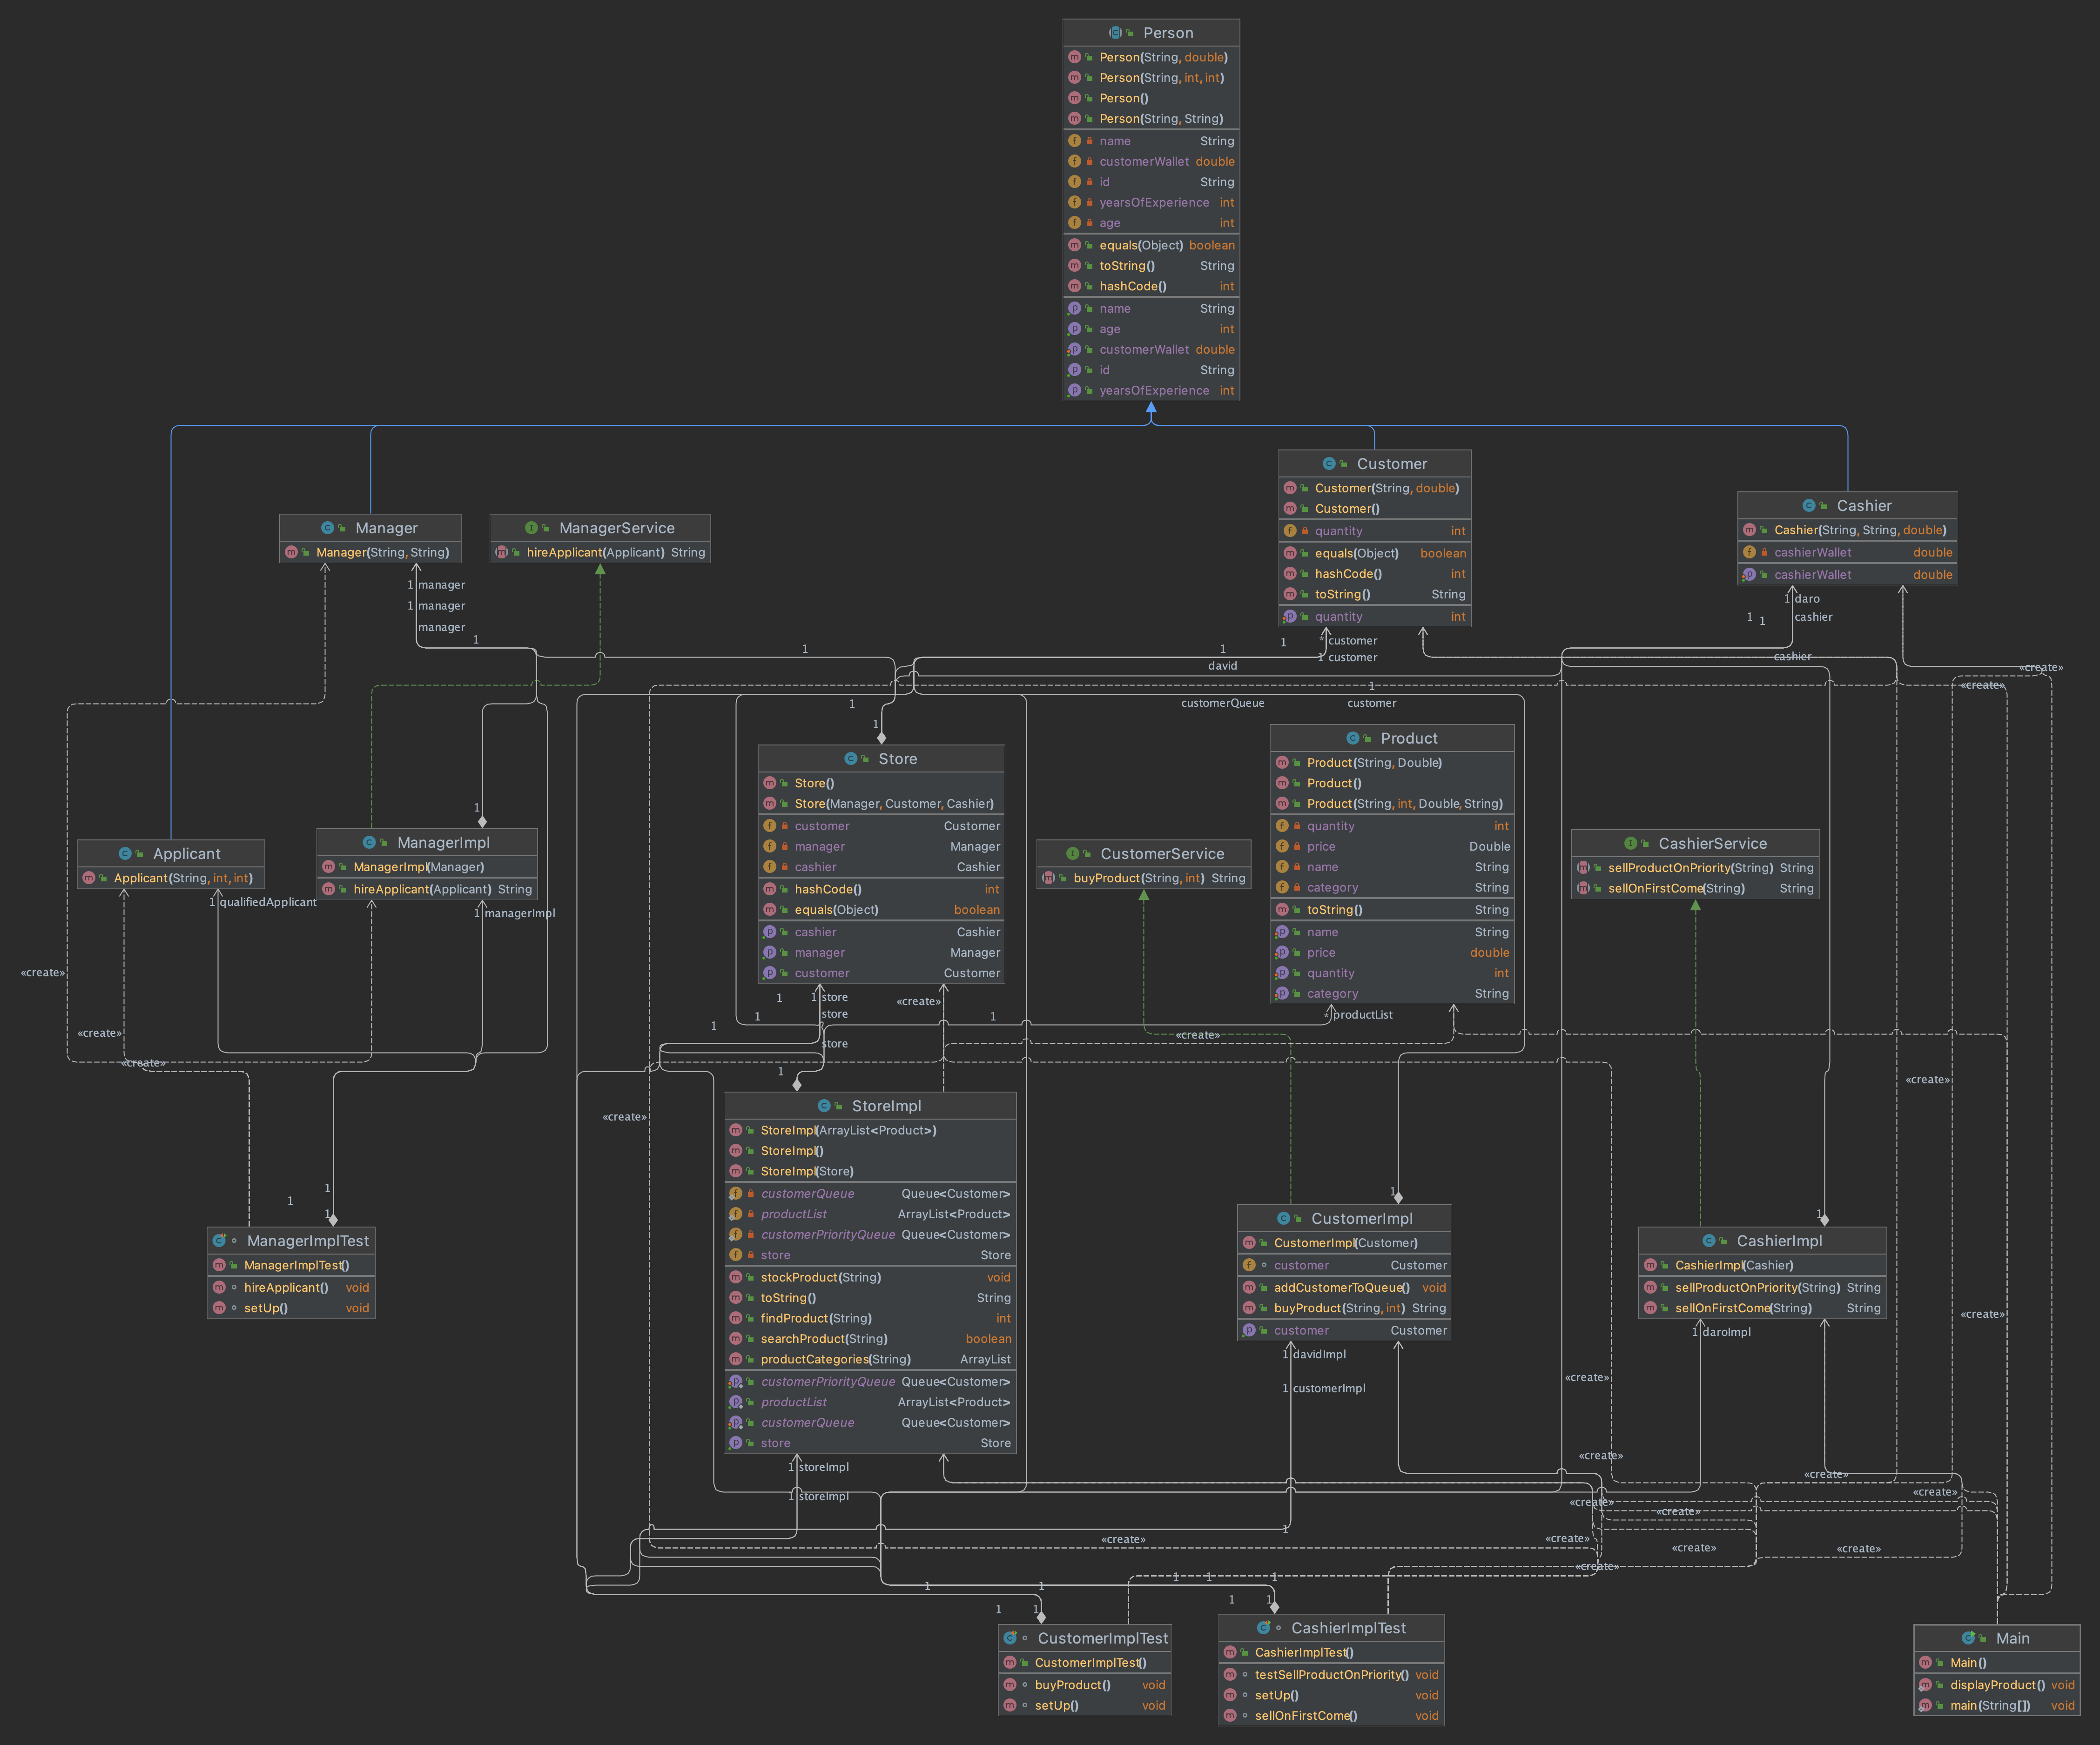 Person
Person(String, double)
Person(String, int, int)
Person()
Person(String, String)
name String
customerWallet double
id String
yearsOfExperience int
age int
equals(Object) boolean
toString() String
hashCode() int
name String
age int
customerWallet double
id String
yearsOfExperience int
Customer
Customer(String, double)
Customer()
quantity int
equals(Object) boolean
hashCode() int
toString() String
quantity int
Cashier
Cashier(String, String, double)
cashierWallet double
cashierWallet double
Manager
Manager(String, String)
ManagerService
hireApplicant(Applicant) String
1 manager
1 manager
manager
1
1
1 daro
1 1
cashier
1
* customer
1 customer
1
david
cashier
«create»
«create»
1
customerQueue
customer
1
1
Store
Store()
Store(Manager, Customer, Cashier)
customer Customer
manager Manager
cashier Cashier
hashCode() int
equals(Object) boolean
cashier Cashier
manager Manager
customer Customer
Product
Product(String, Double)
Product()
Product(String, int, Double, String)
quantity int
price Double
name String
category String
toString() String
name String
price double
quantity int
category String
1
Applicant
Applicant(String, int, int)
ManagerImpl
ManagerImpl(Manager)
hireApplicant(Applicant) String
CustomerService
buyProduct(String, int) String
CashierService
sellProductOnPriority(String) String
sellOnFirstCome(String) String
1 qualifiedApplicant
1 managerImpl
«create»
«create»
«create»
1
1 store
«create»
store
1
1
1
* productList
«create»
store
1
«create»
«create»
StoreImpl
StoreImpl(ArrayList<Product>)
StoreImpl()
StoreImpl(Store)
customerQueue Queue<Customer>
productList ArrayList<Product>
customerPriorityQueue Queue<Customer>
store Store
stockProduct(String) void
toString() String
findProduct(String) int
searchProduct(String) boolean
productCategories(String) ArrayList
customerPriorityQueue Queue<Customer>
productList ArrayList<Product>
customerQueue Queue<Customer>
store Store
1
1
1
ManagerImplTest
ManagerImplTest()
hireApplicant() void
setUp() void
1
CustomerImpl
CustomerImpl(Customer)
customer Customer
addCustomerToQueue() void
buyProduct(String, int) String
customer Customer
1
CashierImpl
CashierImpl(Cashier)
sellProductOnPriority(String) String
sellOnFirstCome(String) String
«create»
1 daroImpl
1 davidImpl
«create»
1 customerImpl
«create»
1 storeImpl
«create»
1 storeImpl
«create»
«create»
«create»
1
«create»
«create»
«create»
«create»
«create»
1
1
1
1
1
1
1
1
1
1
CustomerImplTest
CustomerImplTest()
buyProduct() void
setUp() void
CashierImplTest
CashierImplTest()
testSellProductOnPriority() void
setUp() void
sellOnFirstCome() void
Main
Main()
displayProduct() void
main(String[]) void